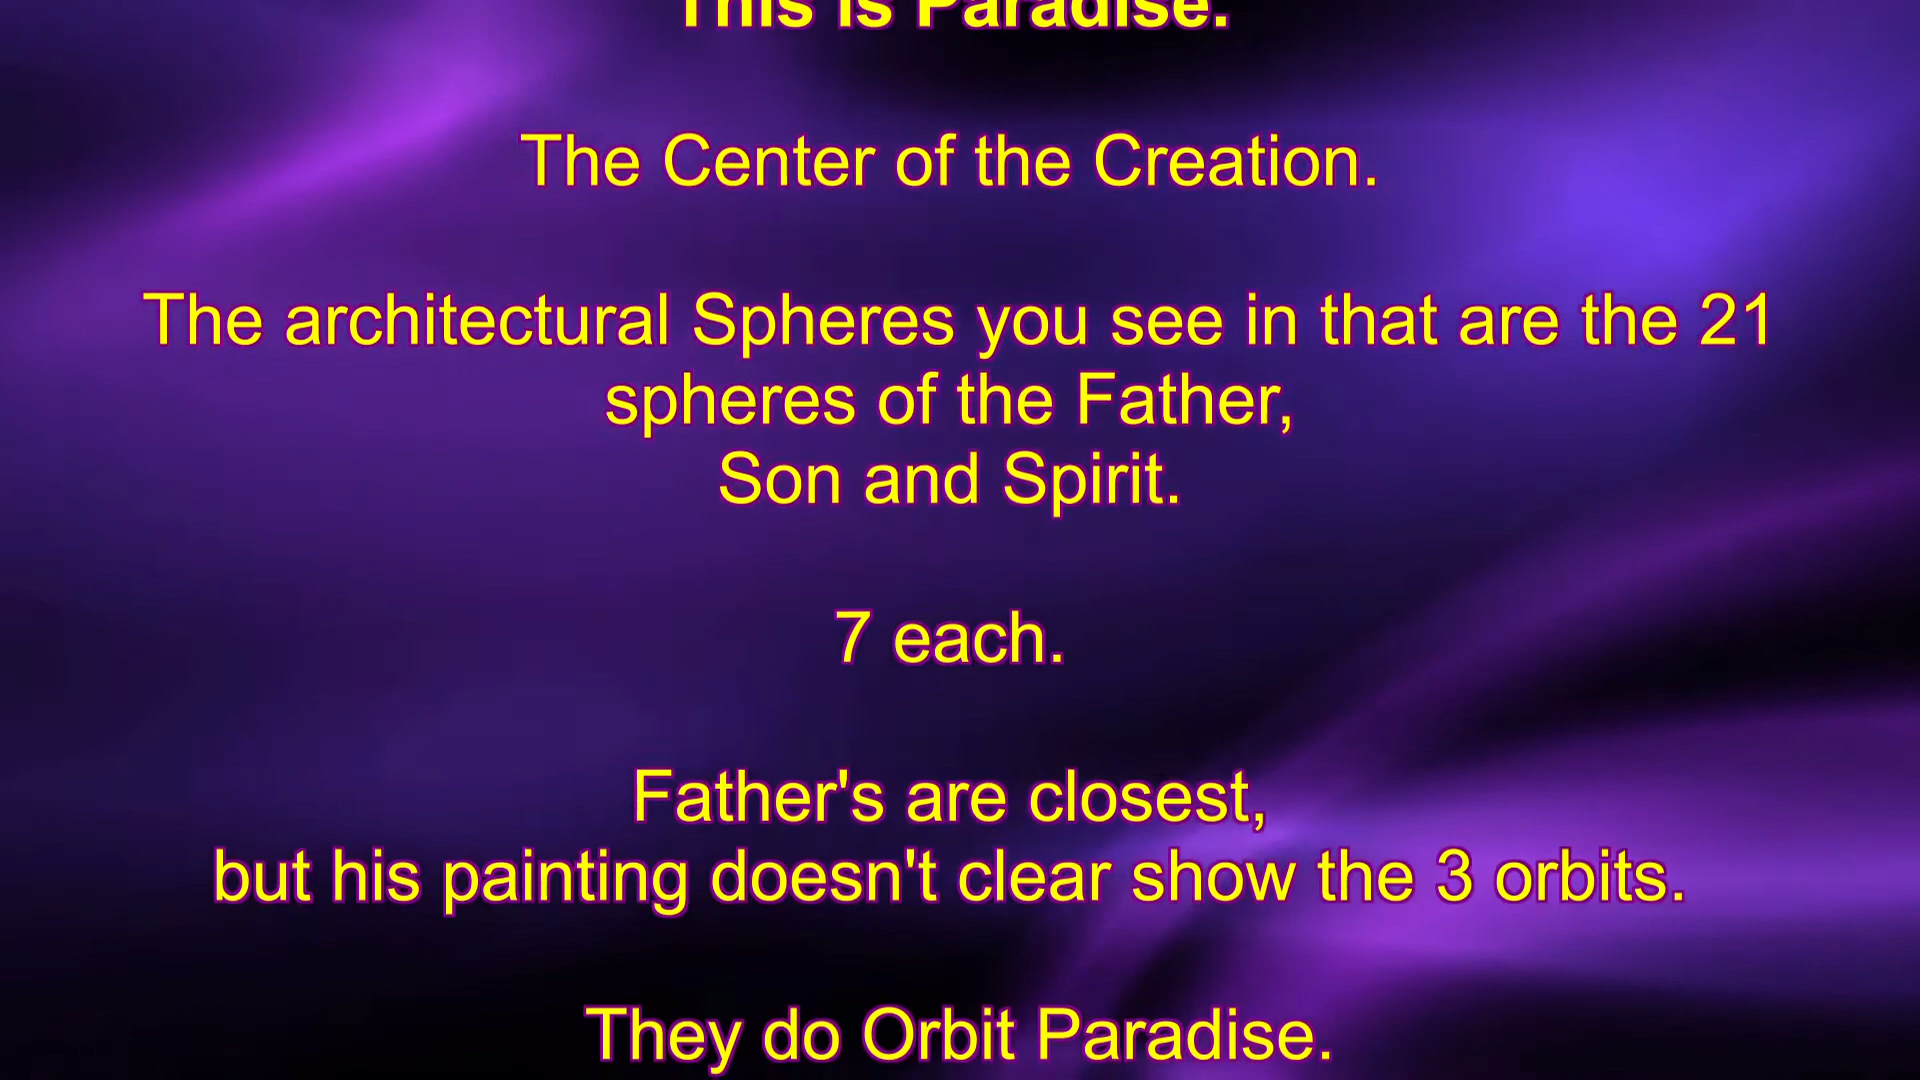 This is Paradise.
The Center of the Creation.
The architectural Spheres you see in that are the 21
spheres of the Father,
Son and Spirit.
7 each.
Father's are closest,
but his painting doesn't clear show the 3 orbits.
They do Orbit Paradise.